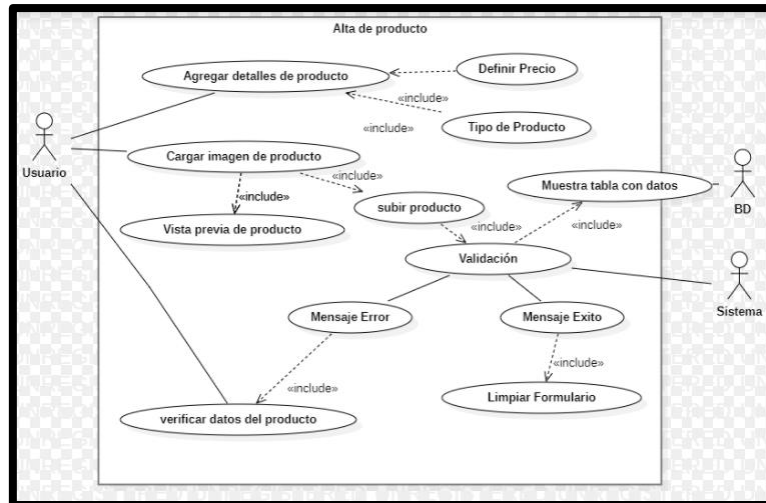 Alta de producto
Agregar detalles de producto
Definir Precio
«include»
Tipo de Producto
«include»
Usuario
Cargar imagen de producto
«include»
Muestra tabla con datos
«include»
subir producto
BD
Vista previa de producto
«include»
«include»
Validación
Sistema
Mensaje Error
Mensaje Exito
«include»
«include»
Limpiar Formulario
verificar datos del producto